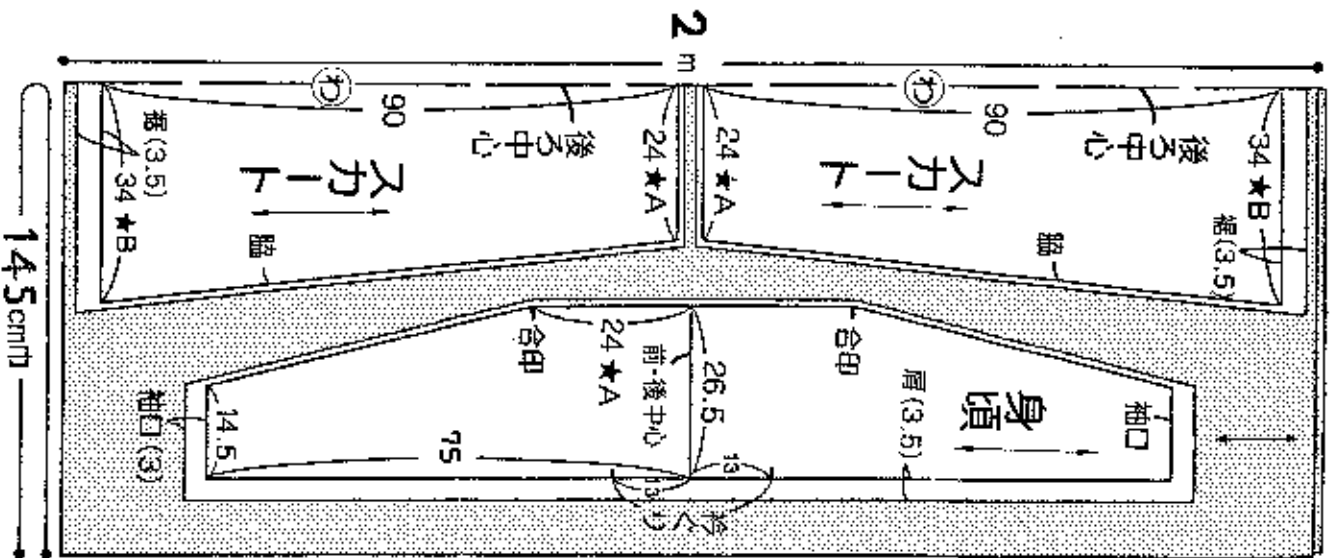 2m
145cm巾
わ
90
後ろ中心
34★B
裾(3.5)
24★A
スカート
脇
わ
90
後ろ中心
24★A
スカート
脇
34★B
裾(3.5)
合印
合印
24★A
前・後中心
26.5
身頃
肩(3.5)
袖口
袖口(3)
14.5
75
13
13
衿ぐり